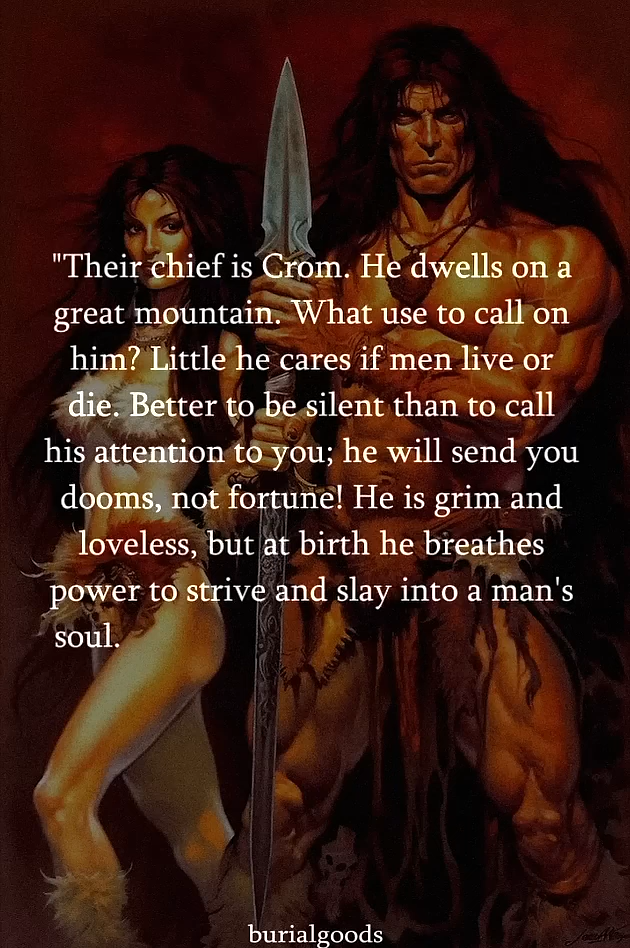 "Their chief is Crom. He dwells on a
great mountain. What use to call on
him? Little he cares if men live or
die. Better to be silent than to call
his attention to you; he will send you
dooms, not fortune! He is grim and
loveless, but at birth he breathes
power to strive and slay into a man's
soul.
burialgoods